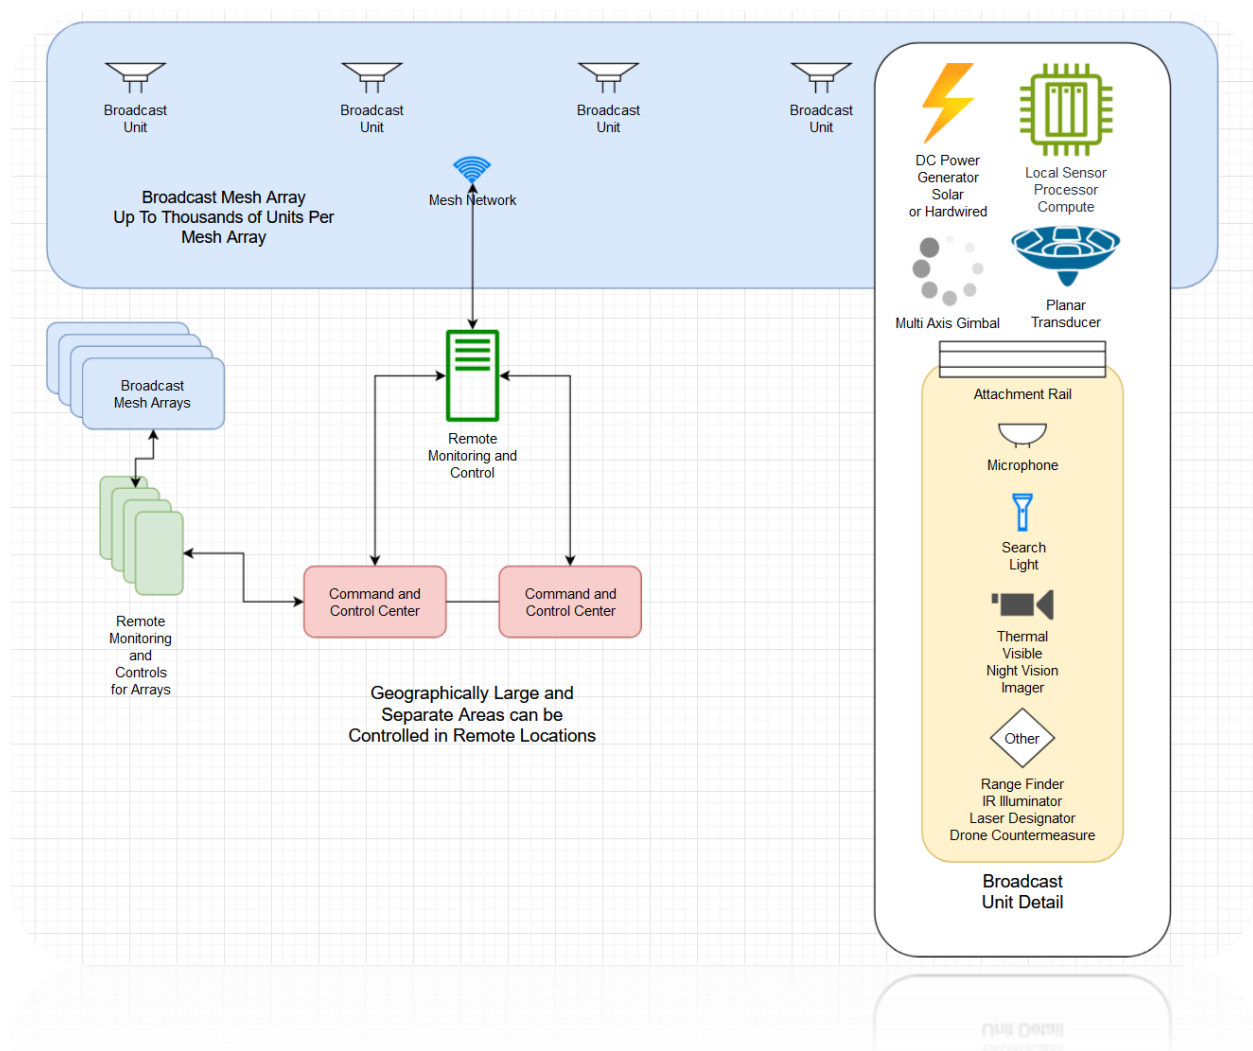 Broadcast
Unit
Broadcast
Unit
Broadcast
Unit
Broadcast
Unit
Mesh Network
Broadcast Mesh Array
Up To Thousands of Units Per
Mesh Array
DC Power
Generator
Solar
or Hardwired
Local Sensor
Processor
Compute
Multi Axis Gimbal
Planar
Transducer
Attachment Rail
Microphone
Search
Light
Thermal
Visible
Night Vision
Imager
Other
Range Finder
IR Illuminator
Laser Designator
Drone Countermeasure
Broadcast
Unit Detail
Broadcast
Mesh Arrays
Remote
Monitoring and
Control
Remote
Monitoring
and
Controls
for Arrays
Command and
Control Center
Command and
Control Center
Geographically Large and
Separate Areas can be
Controlled in Remote Locations
Unit Detail